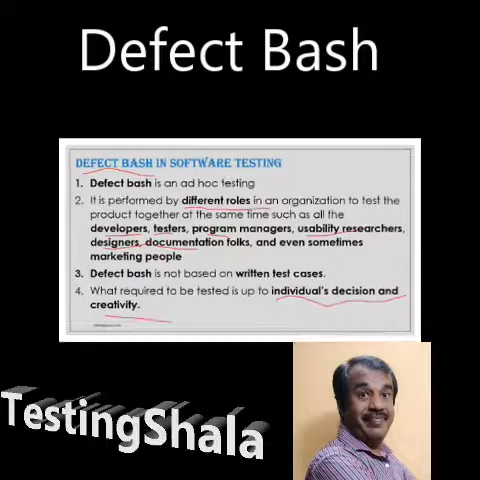 Defect Bash
DEFECT BASH IN SOFTWARE TESTING
1. Defect bash is an ad hoc testing
2. It is performed by different roles in an organization to test the
product together at the same time such as all the
developers, testers, program managers, usability researchers,
designers, documentation folks, and even sometimes
marketing people
3. Defect bash is not based on written test cases.
4. What required to be tested is up to individual's decision and
creativity.
TestingShala